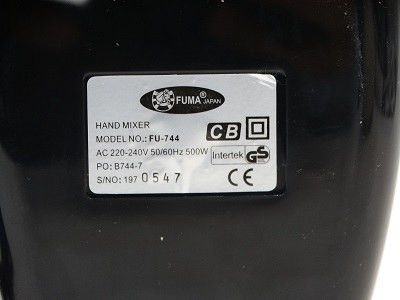 FUMA® JAPAN
HAND MIXER
MODEL NO.: FU-744
AC 220-240V 50/60Hz 500W
PO: B744-7
S/NO: 197 0547
CB
Intertek GS
CE